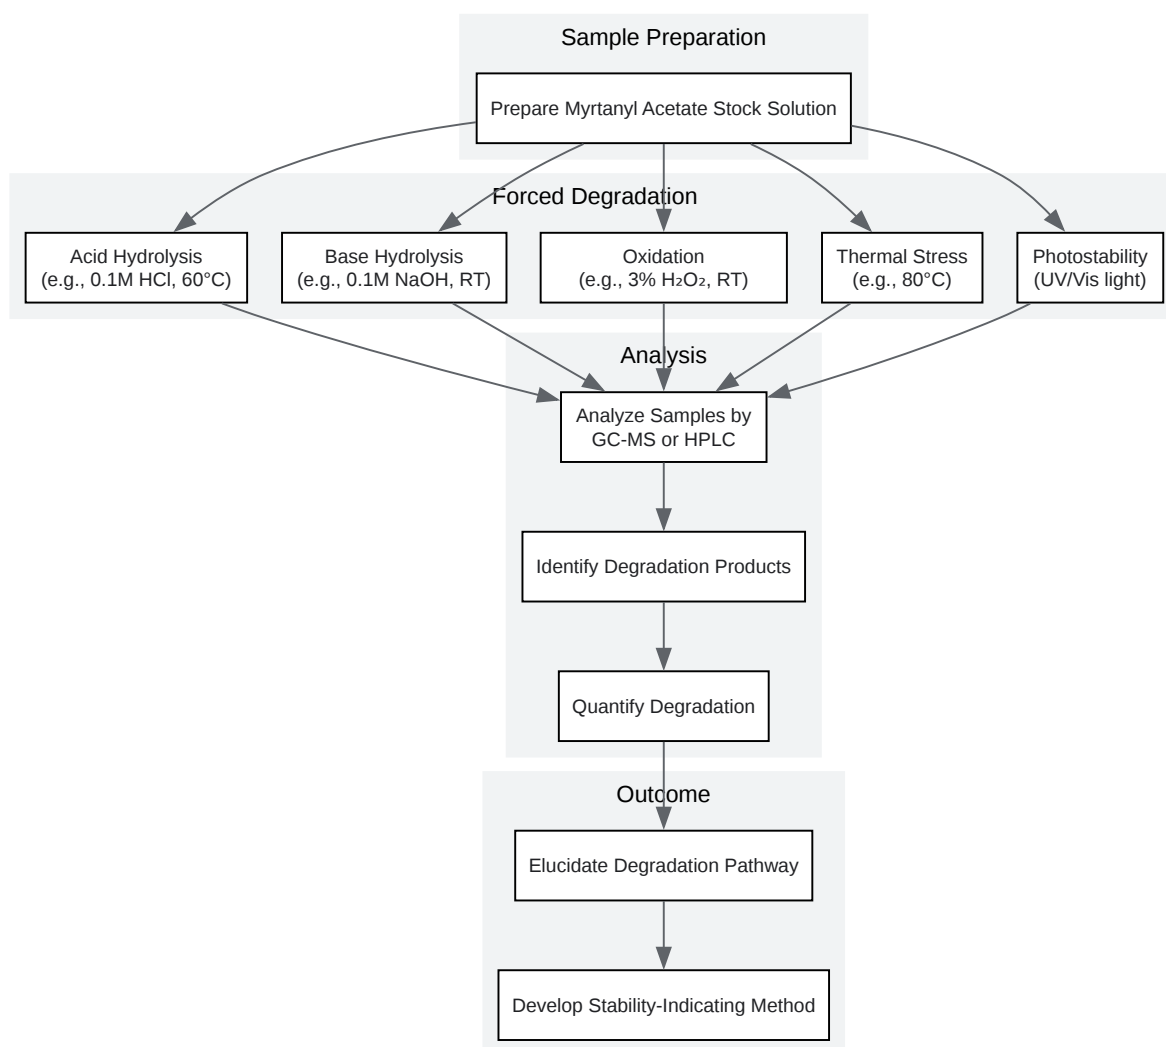 Sample Preparation
Prepare Myrtanyl Acetate Stock Solution
Forced Degradation
Acid Hydrolysis
(e.g., 0.1M HCl, 60°C)
Base Hydrolysis
(e.g., 0.1M NaOH, RT)
Oxidation
(e.g., 3% H₂O₂, RT)
Thermal Stress
(e.g., 80°C)
Photostability
(UV/Vis light)
Analysis
Analyze Samples by
GC-MS or HPLC
Identify Degradation Products
Quantify Degradation
Outcome
Elucidate Degradation Pathway
Develop Stability-Indicating Method